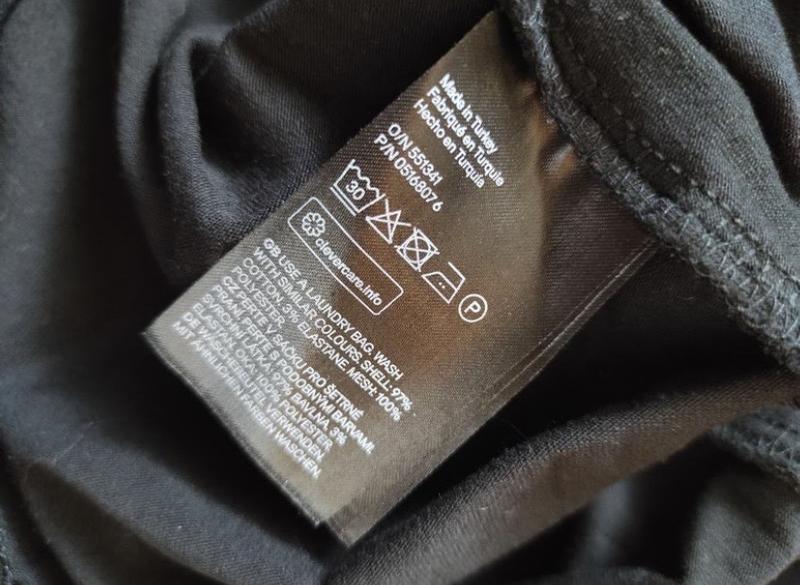 Made in Turkey
Fabriqué en Turquie
Hecho en Turquía
O/N 551341
P/N 05168076
30
P
clevercare.info
GB USE A LAUNDRY BAG. WASH
WITH SIMILAR COLOURS. SHELL: 97%
COTTON, 3% ELASTANE. MESH: 100%
POLYESTER
CZ PERTE V SÁČKU PRO ŠETRNÉ
PRANÍ. PERTE S PODOBNÝMI BARVAMI.
SVRCHNÍ LÁTKA: 97% BAVLNA, 3%
ELASTAN. 100% POLYESTER
DE WÄSCHEBEUTEL VERWENDEN.
MIT ÄHNLICHEN FARBEN WASCHEN.